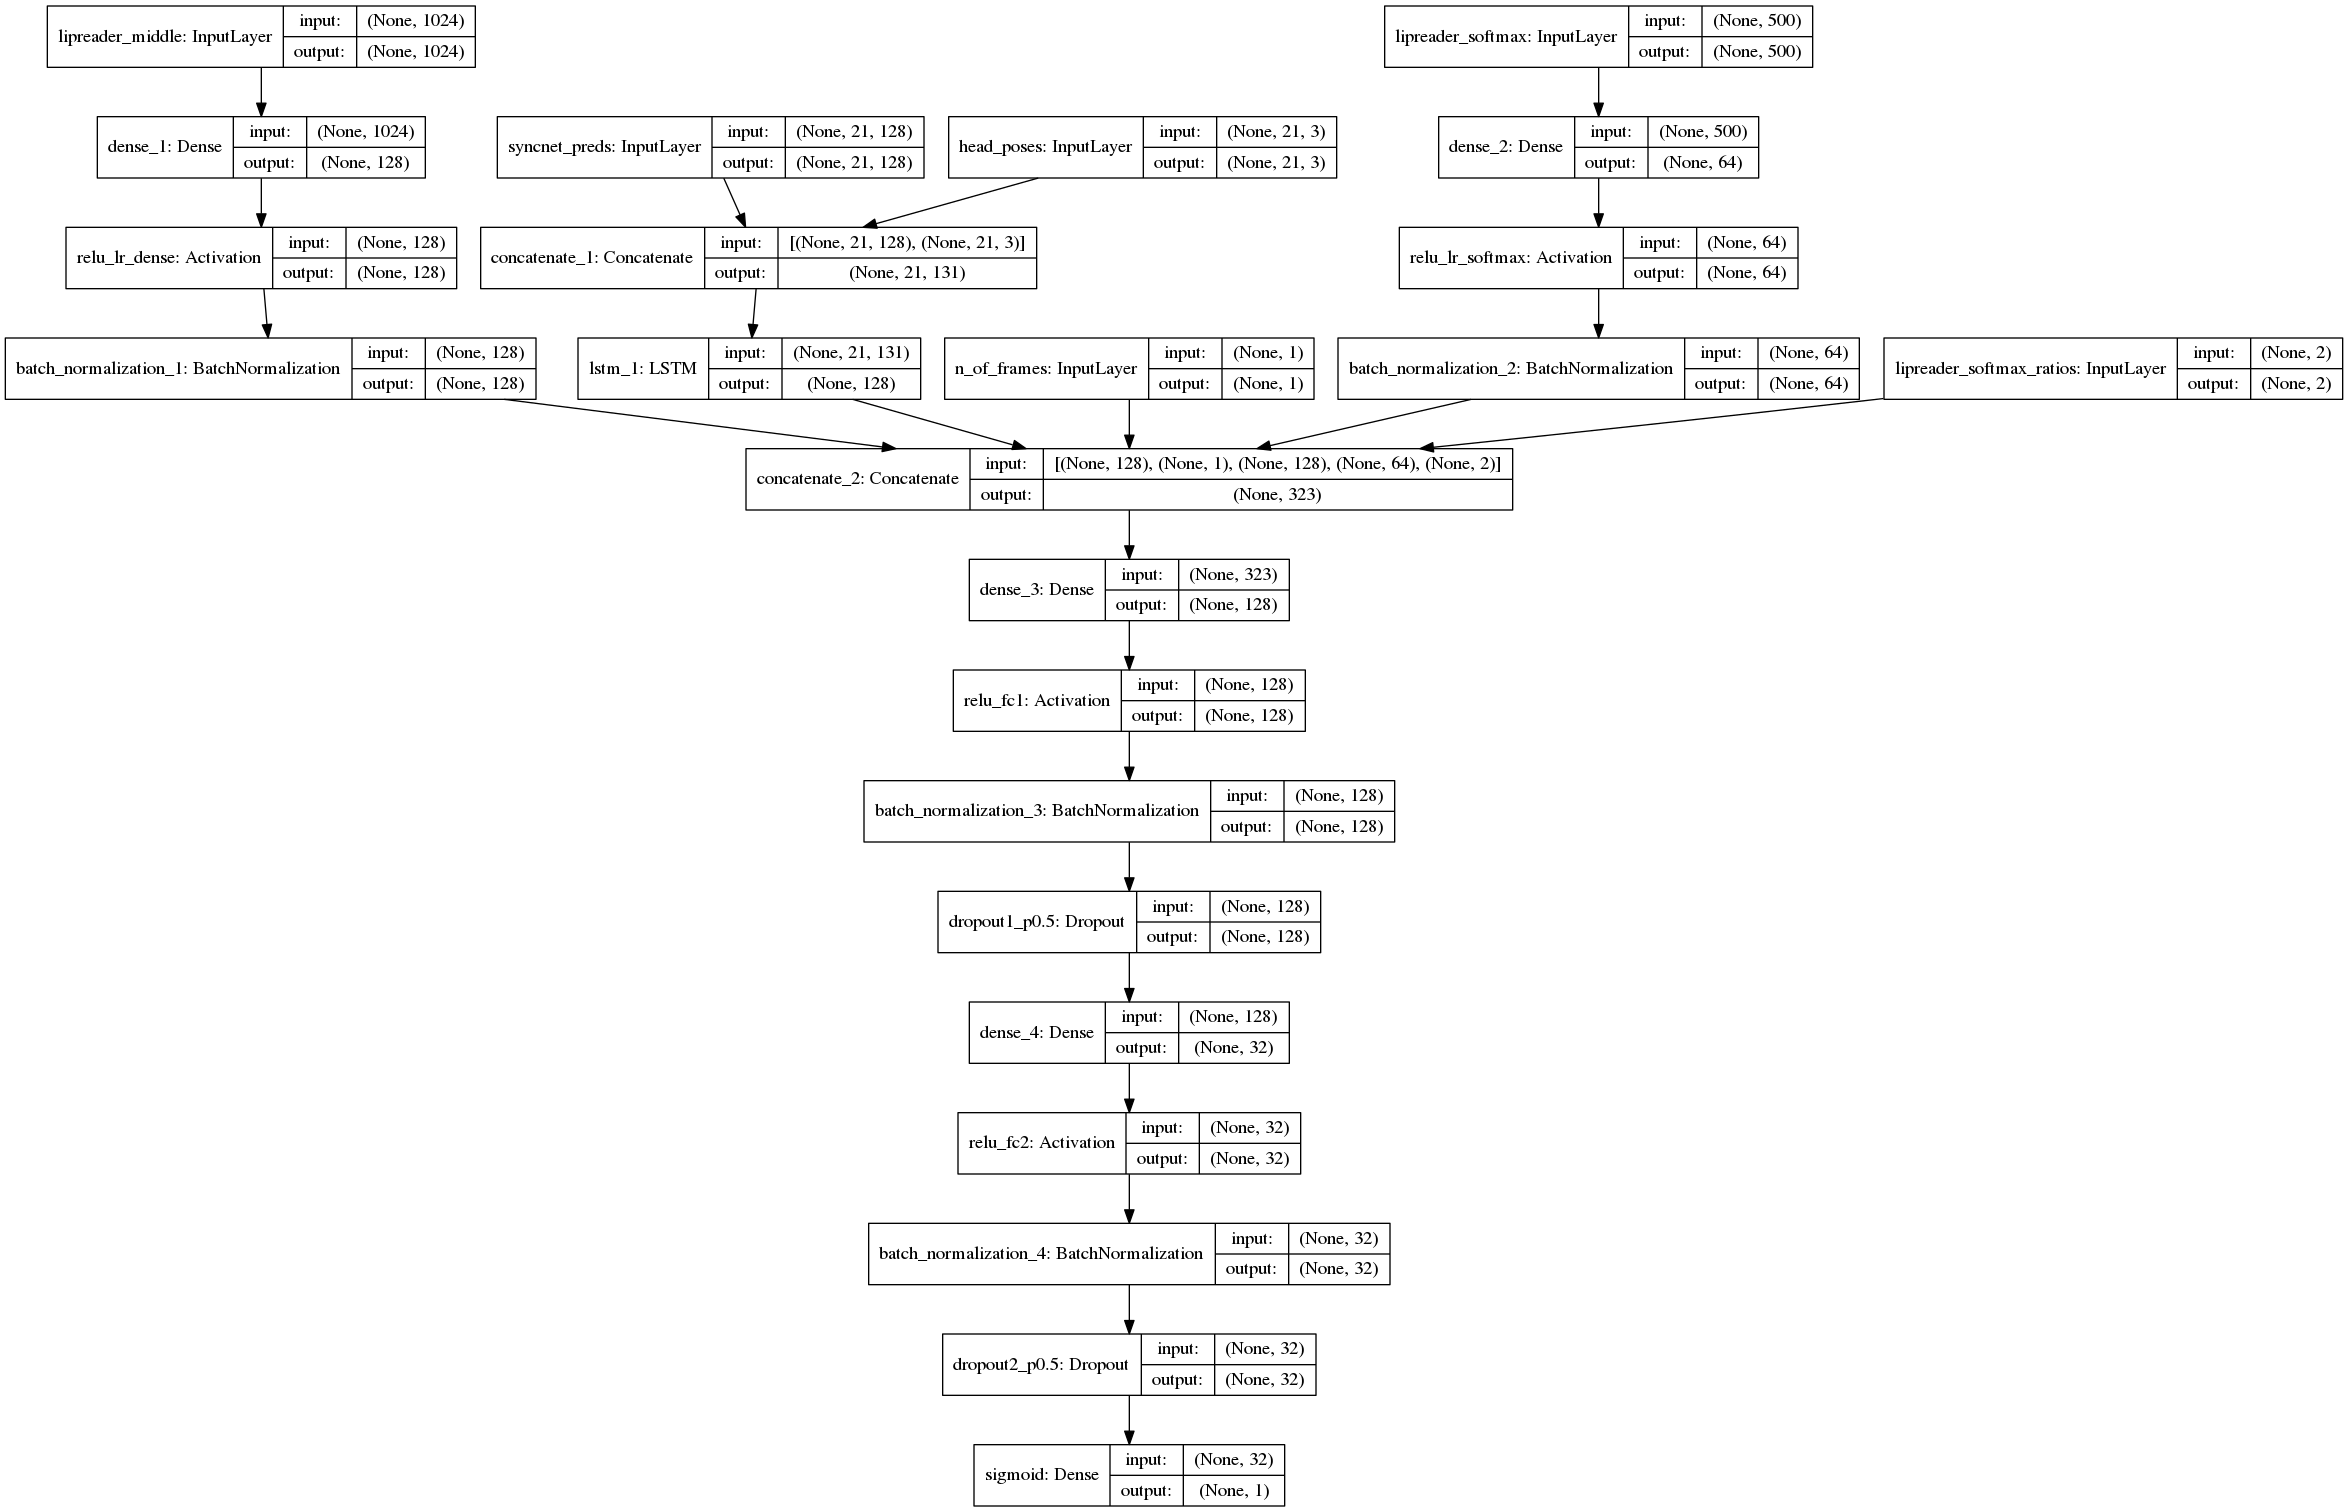 lipreader_middle: InputLayer
input: (None, 1024)
output: (None, 1024)
lipreader_softmax: InputLayer
input: (None, 500)
output: (None, 500)
dense_1: Dense
input: (None, 1024)
output: (None, 128)
syncnet_preds: InputLayer
input: (None, 21, 128)
output: (None, 21, 128)
head_poses: InputLayer
input: (None, 21, 3)
output: (None, 21, 3)
dense_2: Dense
input: (None, 500)
output: (None, 64)
relu_lr_dense: Activation
input: (None, 128)
output: (None, 128)
concatenate_1: Concatenate
input: [(None, 21, 128), (None, 21, 3)]
output: (None, 21, 131)
relu_lr_softmax: Activation
input: (None, 64)
output: (None, 64)
batch_normalization_1: BatchNormalization
input: (None, 128)
output: (None, 128)
lstm_1: LSTM
input: (None, 21, 131)
output: (None, 128)
n_of_frames: InputLayer
input: (None, 1)
output: (None, 1)
batch_normalization_2: BatchNormalization
input: (None, 64)
output: (None, 64)
lipreader_softmax_ratios: InputLayer
input: (None, 2)
output: (None, 2)
concatenate_2: Concatenate
input: [(None, 128), (None, 1), (None, 128), (None, 64), (None, 2)]
output: (None, 323)
dense_3: Dense
input: (None, 323)
output: (None, 128)
relu_fc1: Activation
input: (None, 128)
output: (None, 128)
batch_normalization_3: BatchNormalization
input: (None, 128)
output: (None, 128)
dropout1_p0.5: Dropout
input: (None, 128)
output: (None, 128)
dense_4: Dense
input: (None, 128)
output: (None, 32)
relu_fc2: Activation
input: (None, 32)
output: (None, 32)
batch_normalization_4: BatchNormalization
input: (None, 32)
output: (None, 32)
dropout2_p0.5: Dropout
input: (None, 32)
output: (None, 32)
sigmoid: Dense
input: (None, 32)
output: (None, 1)